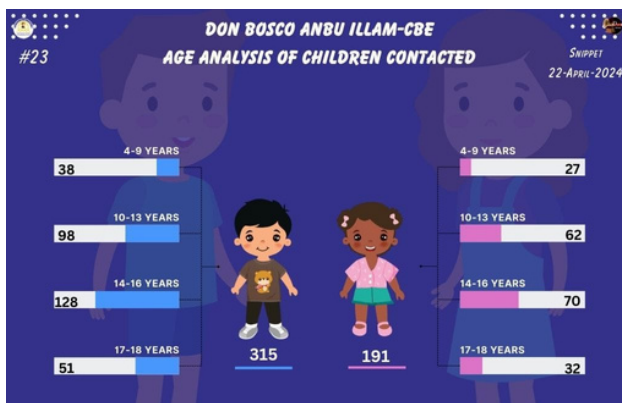 DON BOSCO ANBU ILLAM-CBE
#23
AGE ANALYSIS OF CHILDREN CONTACTED
SNIPPET
22-APRIL-2024
4-9 YEARS
38
10-13 YEARS
98
14-16 YEARS
128
17-18 YEARS
51
315
191
4-9 YEARS
27
10-13 YEARS
62
14-16 YEARS
70
17-18 YEARS
32